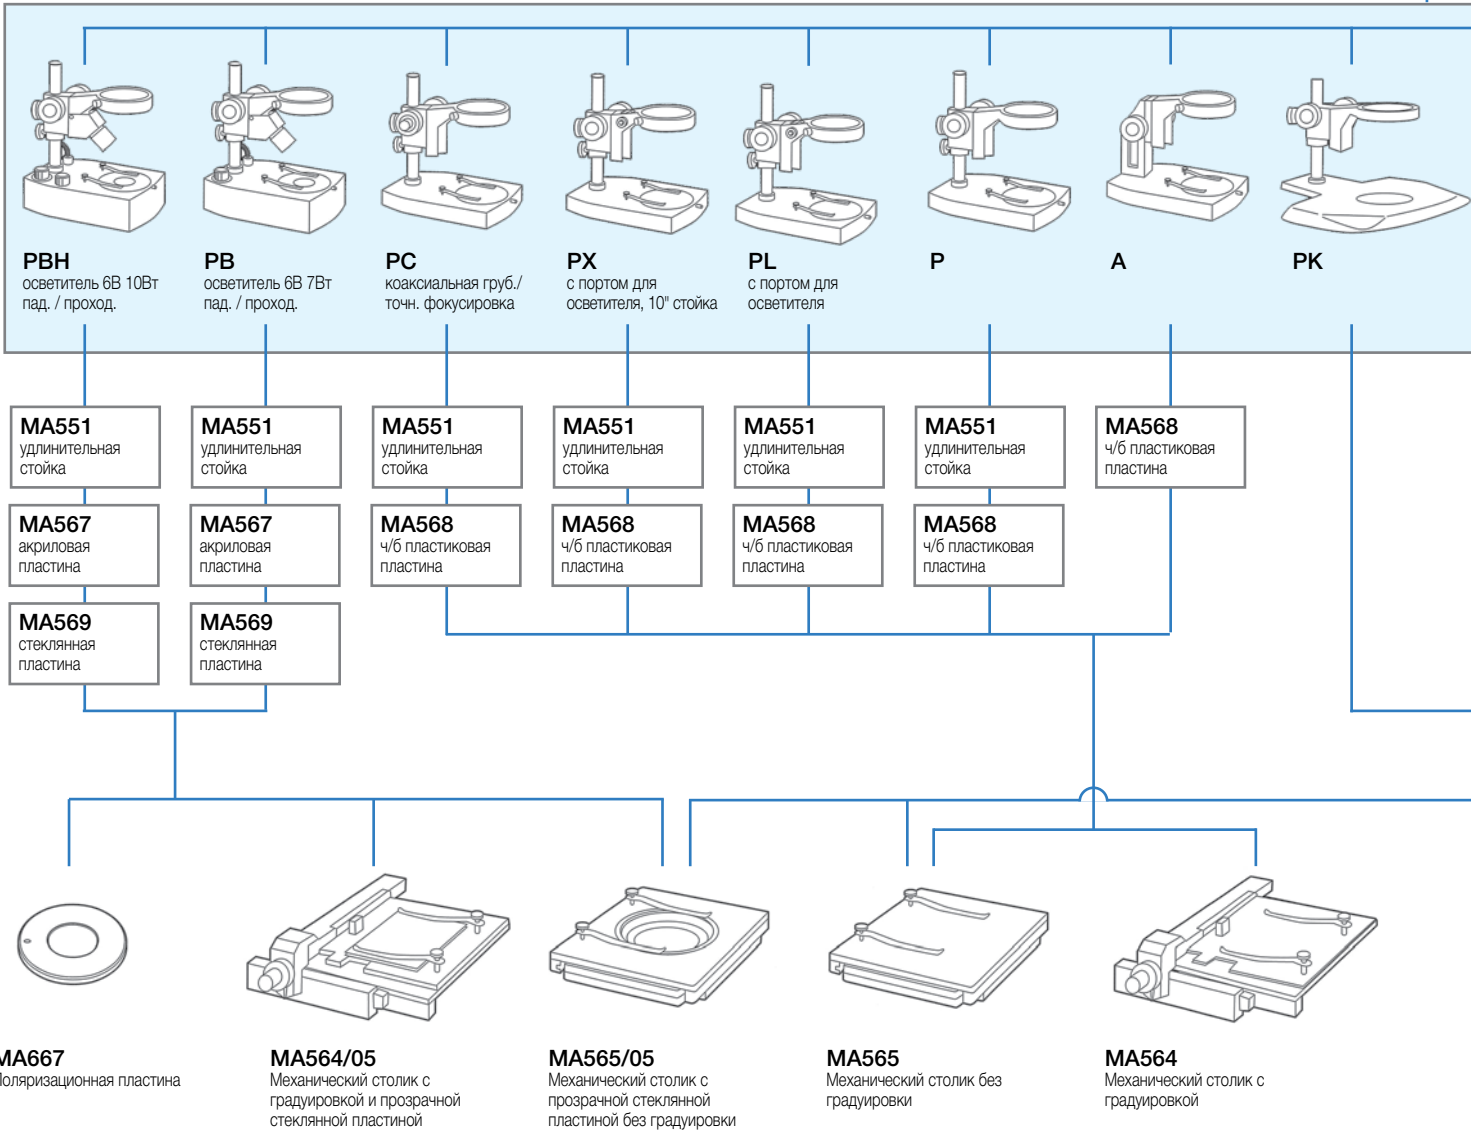 PBH
осветитель 6В 10Вт
пад. / проход.
PB
осветитель 6В 7Вт
пад. / проход.
PC
коаксиальная груб./
точн. фокусировка
PX
с портом для
осветителя, 10" стойка
PL
с портом для
осветителя
P
A
PK
MA551
удлинительная
стойка
MA551
удлинительная
стойка
MA551
удлинительная
стойка
MA551
удлинительная
стойка
MA551
удлинительная
стойка
MA551
удлинительная
стойка
MA568
ч/б пластиковая
пластина
MA567
акриловая
пластина
MA567
акриловая
пластина
MA568
ч/б пластиковая
пластина
MA568
ч/б пластиковая
пластина
MA568
ч/б пластиковая
пластина
MA568
ч/б пластиковая
пластина
MA569
стеклянная
пластина
MA569
стеклянная
пластина
MA667
Поляризационная пластина
MA564/05
Механический столик с
градуировкой и прозрачной
стеклянной пластиной
MA565/05
Механический столик с
прозрачной стеклянной
пластиной без градуировки
MA565
Механический столик без
градуировки
MA564
Механический столик с
градуировкой